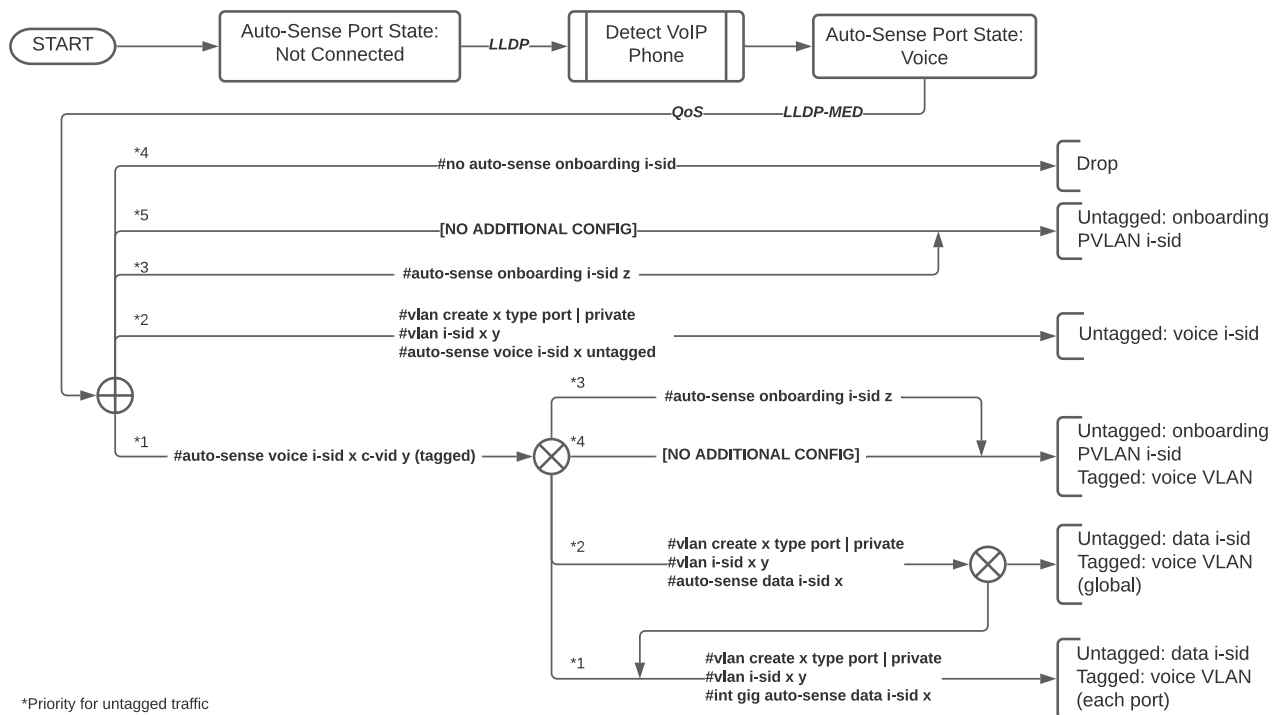 START
Auto-Sense Port State:
Not Connected
LLDP
Detect VoIP
Phone
Auto-Sense Port State:
Voice
QoS
LLDP-MED
*4
#no auto-sense onboarding i-sid
Drop
*5
[NO ADDITIONAL CONFIG]
Untagged: onboarding
PVLAN i-sid
*3
#auto-sense onboarding i-sid z
*2
#vlan create x type port | private
#vlan i-sid x y
#auto-sense voice i-sid x untagged
Untagged: voice i-sid
*1
#auto-sense voice i-sid x c-vid y (tagged)
*3
#auto-sense onboarding i-sid z
*4
[NO ADDITIONAL CONFIG]
Untagged: onboarding
PVLAN i-sid
Tagged: voice VLAN
*2
#vlan create x type port | private
#vlan i-sid x y
#auto-sense data i-sid x
Untagged: data i-sid
Tagged: voice VLAN
(global)
*1
#vlan create x type port | private
#vlan i-sid x y
#int gig auto-sense data i-sid x
Untagged: data i-sid
Tagged: voice VLAN
(each port)
*Priority for untagged traffic